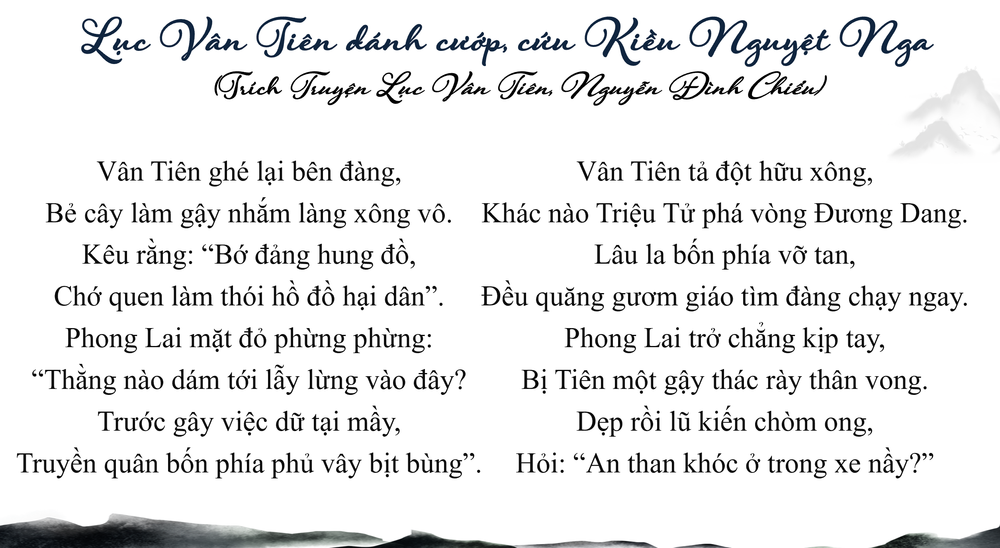 Lục Vân Tiên dánh cướp, cứu Kiều Nguyệt Nga
(Trích Truyện Lục Vân Tiên, Nguyễn Đình Chiểu)
Vân Tiên ghé lại bên đàng,
Bẻ cây làm gậy nhắm làng xông vô.
Kêu rằng: “Bớ đảng hung đồ,
Chớ quen làm thói hồ đồ hại dân”.
Phong Lai mặt đỏ phừng phừng:
“Thằng nào dám tới lẫy lừng vào đây?
Trước gây việc dữ tại mầy,
Truyền quân bốn phía phủ vây bịt bùng”.
Vân Tiên tả đột hữu xông,
Khác nào Triệu Tử phá vòng Đương Dang.
Lâu la bốn phía vỡ tan,
Đều quăng gươm giáo tìm đàng chạy ngay.
Phong Lai trở chẳng kịp tay,
Bị Tiên một gậy thác rày thân vong.
Dẹp rồi lũ kiến chòm ong,
Hỏi: “An than khóc ở trong xe nầy?”